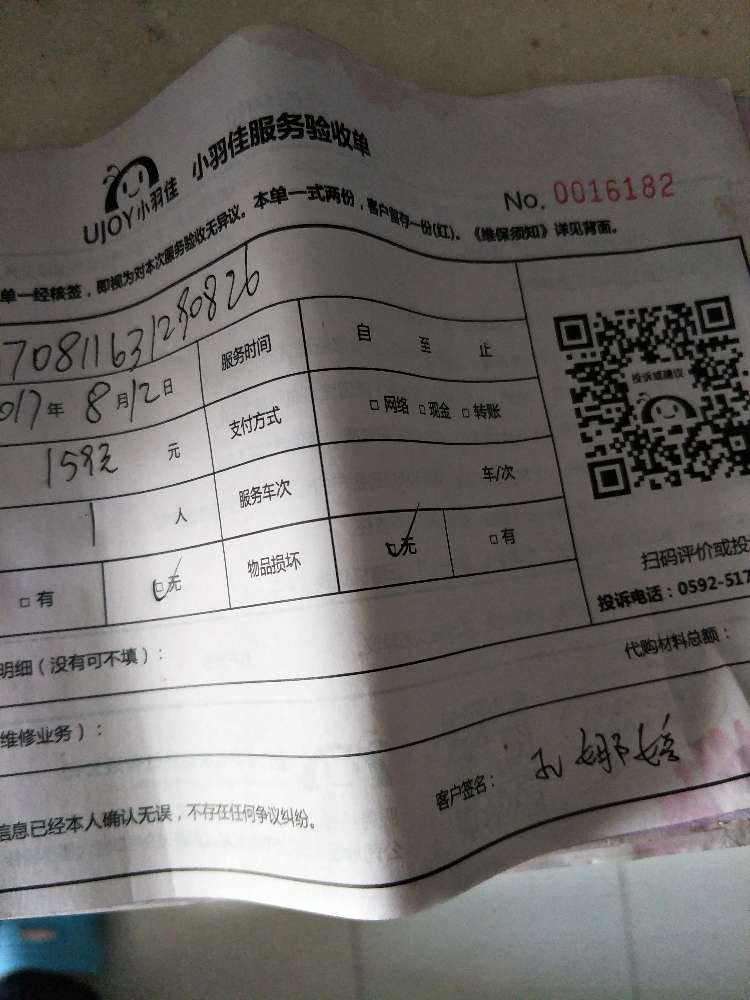 UJOY小羽佳 小羽佳服务验收单
No. 0016182
单一经核签，即视为对本次服务验收无异议。本单一式两份，客户留存一份(红)。《维保须知》详见背面。
服务时间 自 至 止
017年8月12日 支付方式 □网络 □现金 □转账
元 服务车次 车/次
1 人 物品损坏 □无 □有
□有 □无
投诉或建议
扫码评价或投
投诉电话：0592-517
明细（没有可不填）：
代购材料总额：
维修业务）：
信息已经本人确认无误，不存在任何争议纠纷。
客户签名：